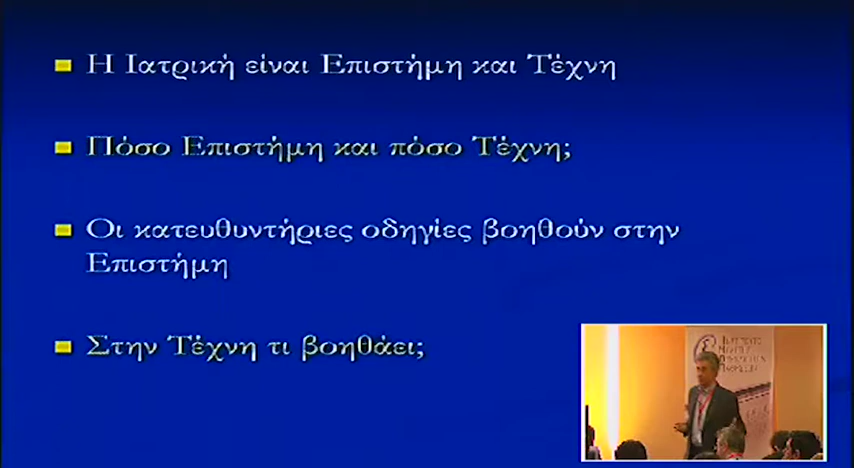 Η Ιατρική είναι Επιστήμη και Τέχνη
Πόσο Επιστήμη και πόσο Τέχνη;
Οι κατευθυντήριες οδηγίες βοηθούν στην
Επιστήμη
Στην Τέχνη τι βοηθάει;